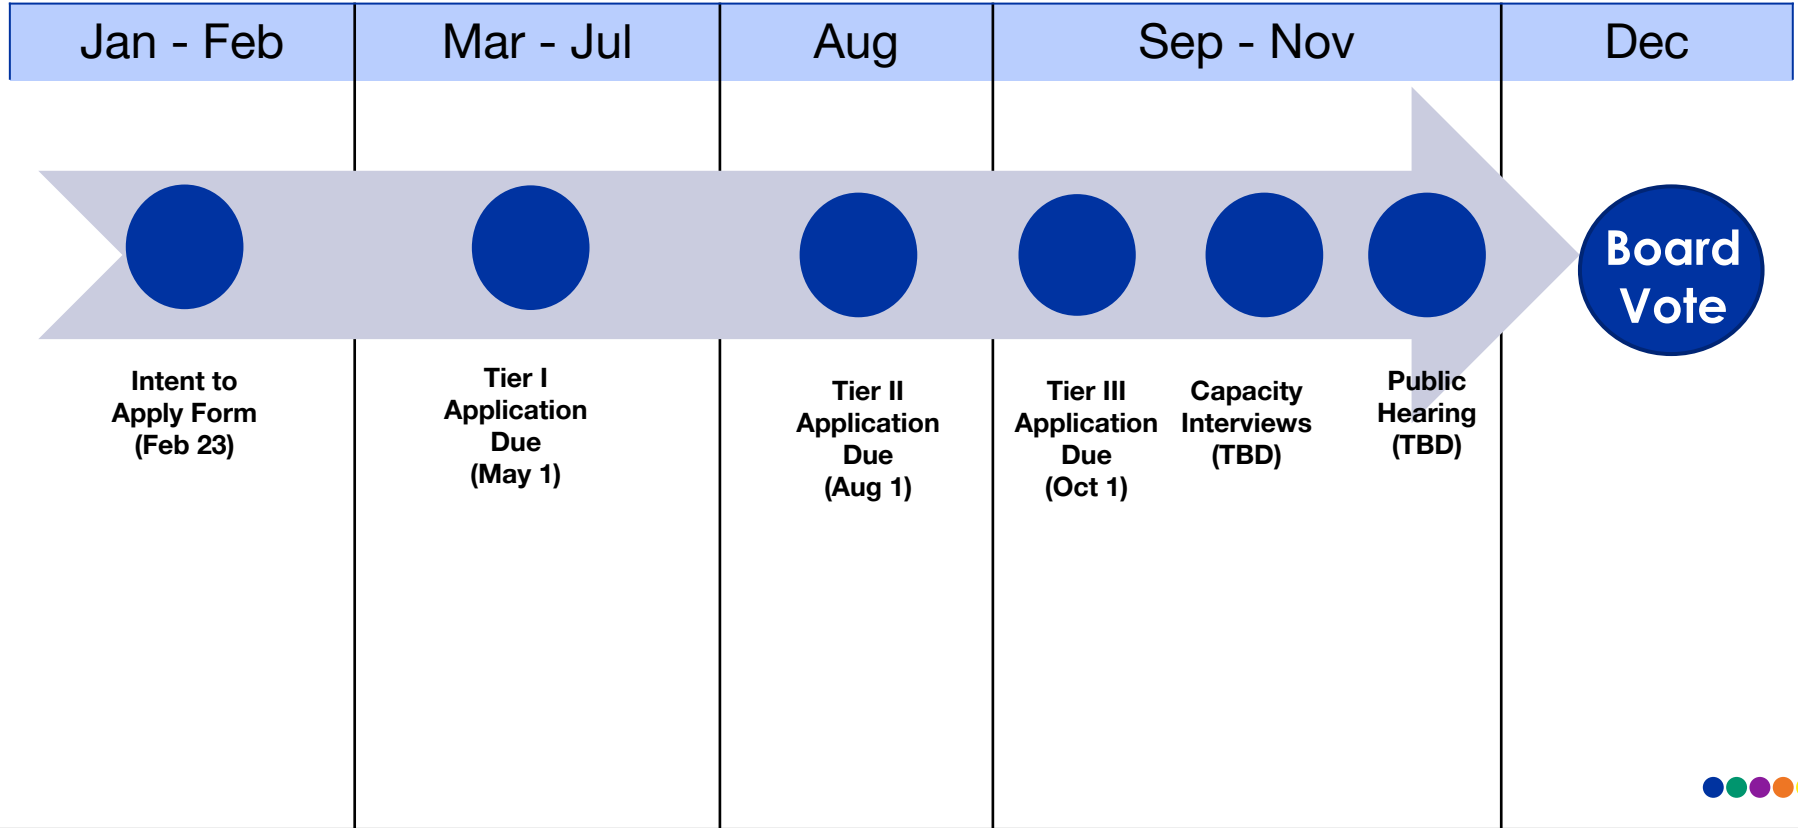 Jan - Feb
Mar - Jul
Aug
Sep - Nov
Dec
Board
Vote
Intent to
Apply Form
(Feb 23)
Tier I
Application
Due
(May 1)
Tier II
Application
Due
(Aug 1)
Tier III
Application
Due
(Oct 1)
Capacity
Interviews
(TBD)
Public
Hearing
(TBD)